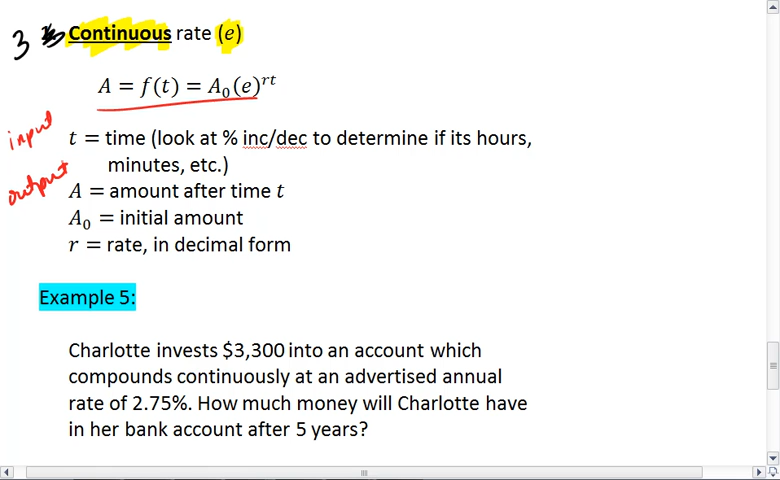 3 Continuous rate (e)
A = f(t) = A₀(e)ʳᵗ
input
t = time (look at % inc/dec to determine if its hours,
minutes, etc.)
output
A = amount after time t
A₀ = initial amount
r = rate, in decimal form
Example 5:
Charlotte invests $3,300 into an account which
compounds continuously at an advertised annual
rate of 2.75%. How much money will Charlotte have
in her bank account after 5 years?